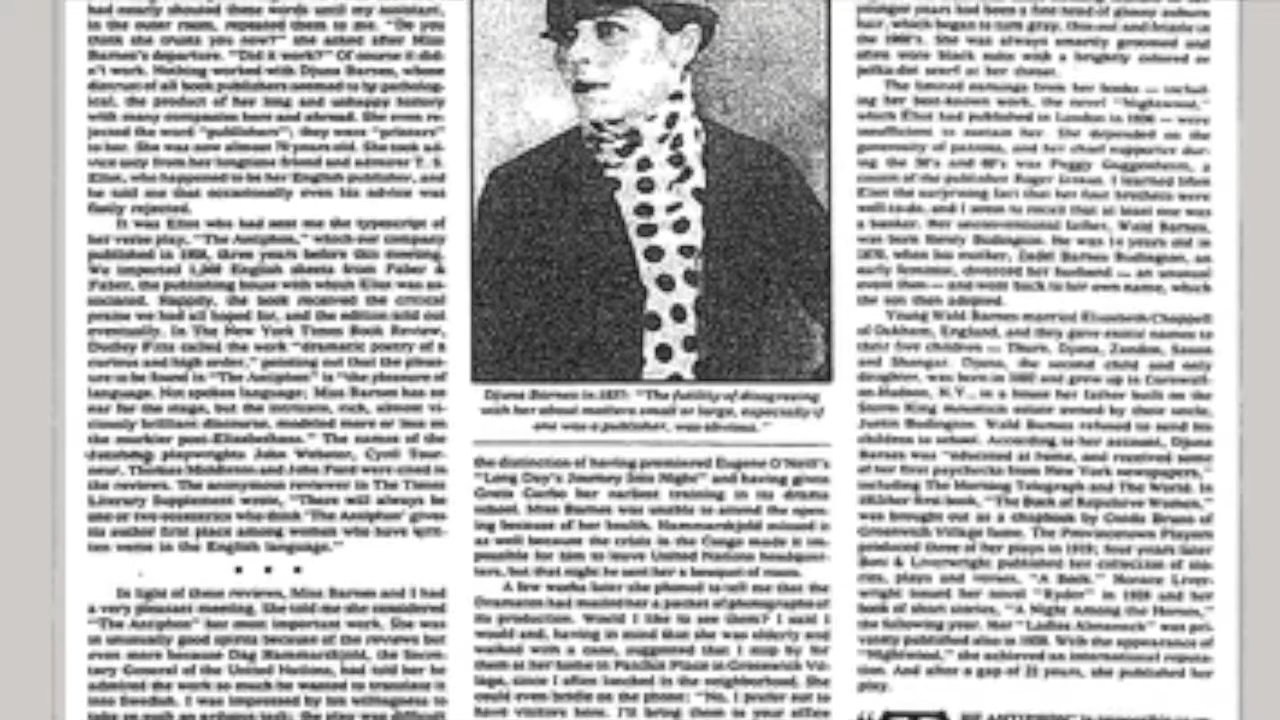 had nearly shouted these words until my assistant,
in the outer room, repeated them to me. "Do you
think she trusts you now?" she asked after Miss
Barnes's departure. "Did it work?" Of course it did-
n't work. Nothing worked with Djuna Barnes, whose
distrust of all book publishers seemed to be patholog-
ical, the product of her long and unhappy history
with many companies here and abroad. She even re-
jected the word "publishers"; they were "printers"
to her. She was now almost 70 years old. She took ad-
vice only from her longtime friend and admirer T. S.
Eliot, who happened to be her English publisher, and
he told me that occasionally even his advice was
flatly rejected.
It was Eliot who had sent me the typescript of
her verse play, "The Antiphon," which our company
published in 1958, three years before this meeting.
We imported 1,500 English sheets from Faber &
Faber, the publishing house with which Eliot was as-
sociated. Happily, the book received the critical
praise we had all hoped for, and the edition sold out
eventually. In The New York Times Book Review,
Dudley Fitts called the work "dramatic poetry of a
curious and high order," pointing out that the pleas-
ure to be found in "The Antiphon" is "the pleasure of
language. Not spoken language; Miss Barnes has no
ear for the stage, but the intricate, rich, almost vi-
ciously brilliant discourse, modeled more or less on
the murkier post-Elizabethans." The names of the
Jacobean playwrights John Webster, Cyril Tour-
neur, Thomas Middleton and John Ford were cited in
the reviews. The anonymous reviewer in The Times
Literary Supplement wrote, "There will always be
one or two eccentrics who think 'The Antiphon' gives
its author first place among women who have writ-
ten verse in the English language."
In light of these reviews, Miss Barnes and I had
a very pleasant meeting. She told me she considered
"The Antiphon" her most important work. She was
in unusually good spirits because of the reviews but
even more because Dag Hammarskjold, the Secre-
tary General of the United Nations, had told her he
admired the work so much he wanted to translate it
into Swedish. I was impressed by his willingness to
take on such an arduous task; the play was difficult
Djuna Barnes in 1937: "The futility of disagreeing
with her about matters small or large, especially if
one was a publisher, was obvious."
the distinction of having premiered Eugene O'Neill's
"Long Day's Journey Into Night" and having given
Greta Garbo her earliest training in its drama
school. Miss Barnes was unable to attend the open-
ing because of her health. Hammarskjold missed it
as well because the crisis in the Congo made it im-
possible for him to leave United Nations headquar-
ters, but that night he sent her a bouquet of roses.
A few weeks later she phoned to tell me that the
Dramaten had mailed her a packet of photographs of
its production. Would I like to see them? I said I
would and, having in mind that she was elderly and
walked with a cane, suggested that I stop by for
them at her home in Patchin Place in Greenwich Vil-
lage, since I often lunched in the neighborhood. She
could even bridle on the phone: "No, I prefer not to
have visitors here. I'll bring them to your office
younger years had been a fine head of glossy auburn
hair, which began to turn gray, thin out and frizzle in
the 1960's. She was always smartly groomed and
often wore black suits with a brightly colored or
polka-dot scarf at her throat.
The limited earnings from her books — includ-
ing her best-known work, the novel "Nightwood,"
which Eliot had published in London in 1936 — were
insufficient to sustain her. She depended on the
generosity of patrons, and her chief supporter dur-
ing the 50's and 60's was Peggy Guggenheim, a
cousin of the publisher Roger Straus. I learned from
Eliot the surprising fact that her four brothers were
well-to-do, and I seem to recall that at least one was
a banker. Her unconventional father, Wald Barnes,
was born Henry Budington. He was 14 years old in
1879, when his mother, Zadel Barnes Budington, an
early feminist, divorced her husband — an unusual
event then — and went back to her own name, which
the son then adopted.
Young Wald Barnes married Elizabeth Chappell
of Oakham, England, and they gave exotic names to
their five children — Thurn, Djuna, Zendon, Saxon
and Shangar. Djuna, the second child and only
daughter, was born in 1892 and grew up in Cornwall-
on-Hudson, N.Y., in a house her father built on the
Storm King mountain estate owned by their uncle,
Justin Budington. Wald Barnes refused to send his
children to school. According to her account, Djuna
Barnes was "educated at home, and received some
of her first paychecks from New York newspapers,"
including The Morning Telegraph and The World. In
1915 her first book, "The Book of Repulsive Women,"
was brought out as a chapbook by Guido Bruno of
Greenwich Village fame. The Provincetown Players
produced three of her plays in 1919; four years later
Boni & Liveright published her collection of sto-
ries, plays and verses, "A Book." Horace Liver-
wright issued her novel "Ryder" in 1928 and her
book of short stories, "A Night Among the Horses,"
the following year. Her "Ladies Almanack" was pri-
vately published also in 1928. With the appearance of
"Nightwood," she achieved an international reputa-
tion. And after a gap of 21 years, she published her
play.